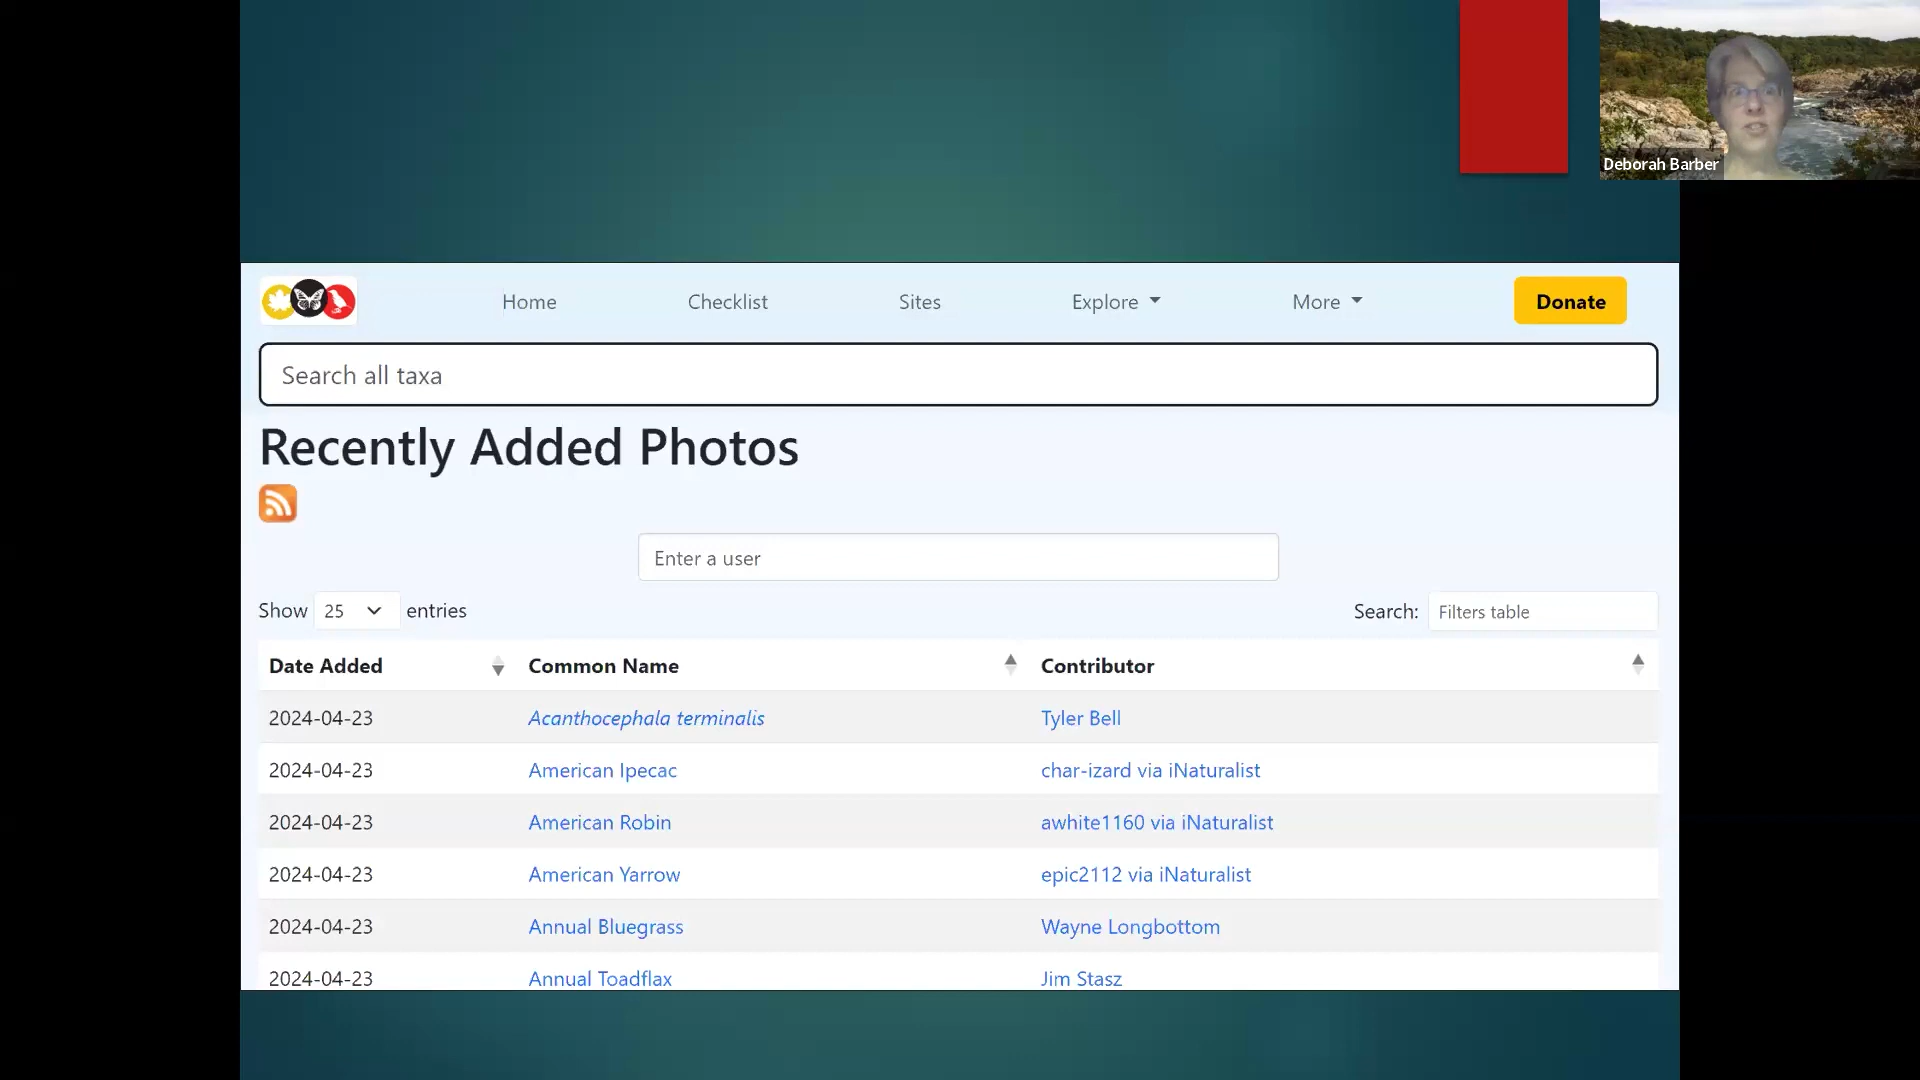 Deborah Barber
Home Checklist Sites Explore More Donate
Search all taxa
Recently Added Photos
Enter a user
Show 25 entries Search: Filters table
Date Added Common Name Contributor
2024-04-23 Acanthocephala terminalis Tyler Bell
2024-04-23 American Ipecac char-izard via iNaturalist
2024-04-23 American Robin awhite1160 via iNaturalist
2024-04-23 American Yarrow epic2112 via iNaturalist
2024-04-23 Annual Bluegrass Wayne Longbottom
2024-04-23 Annual Toadflax Jim Stasz